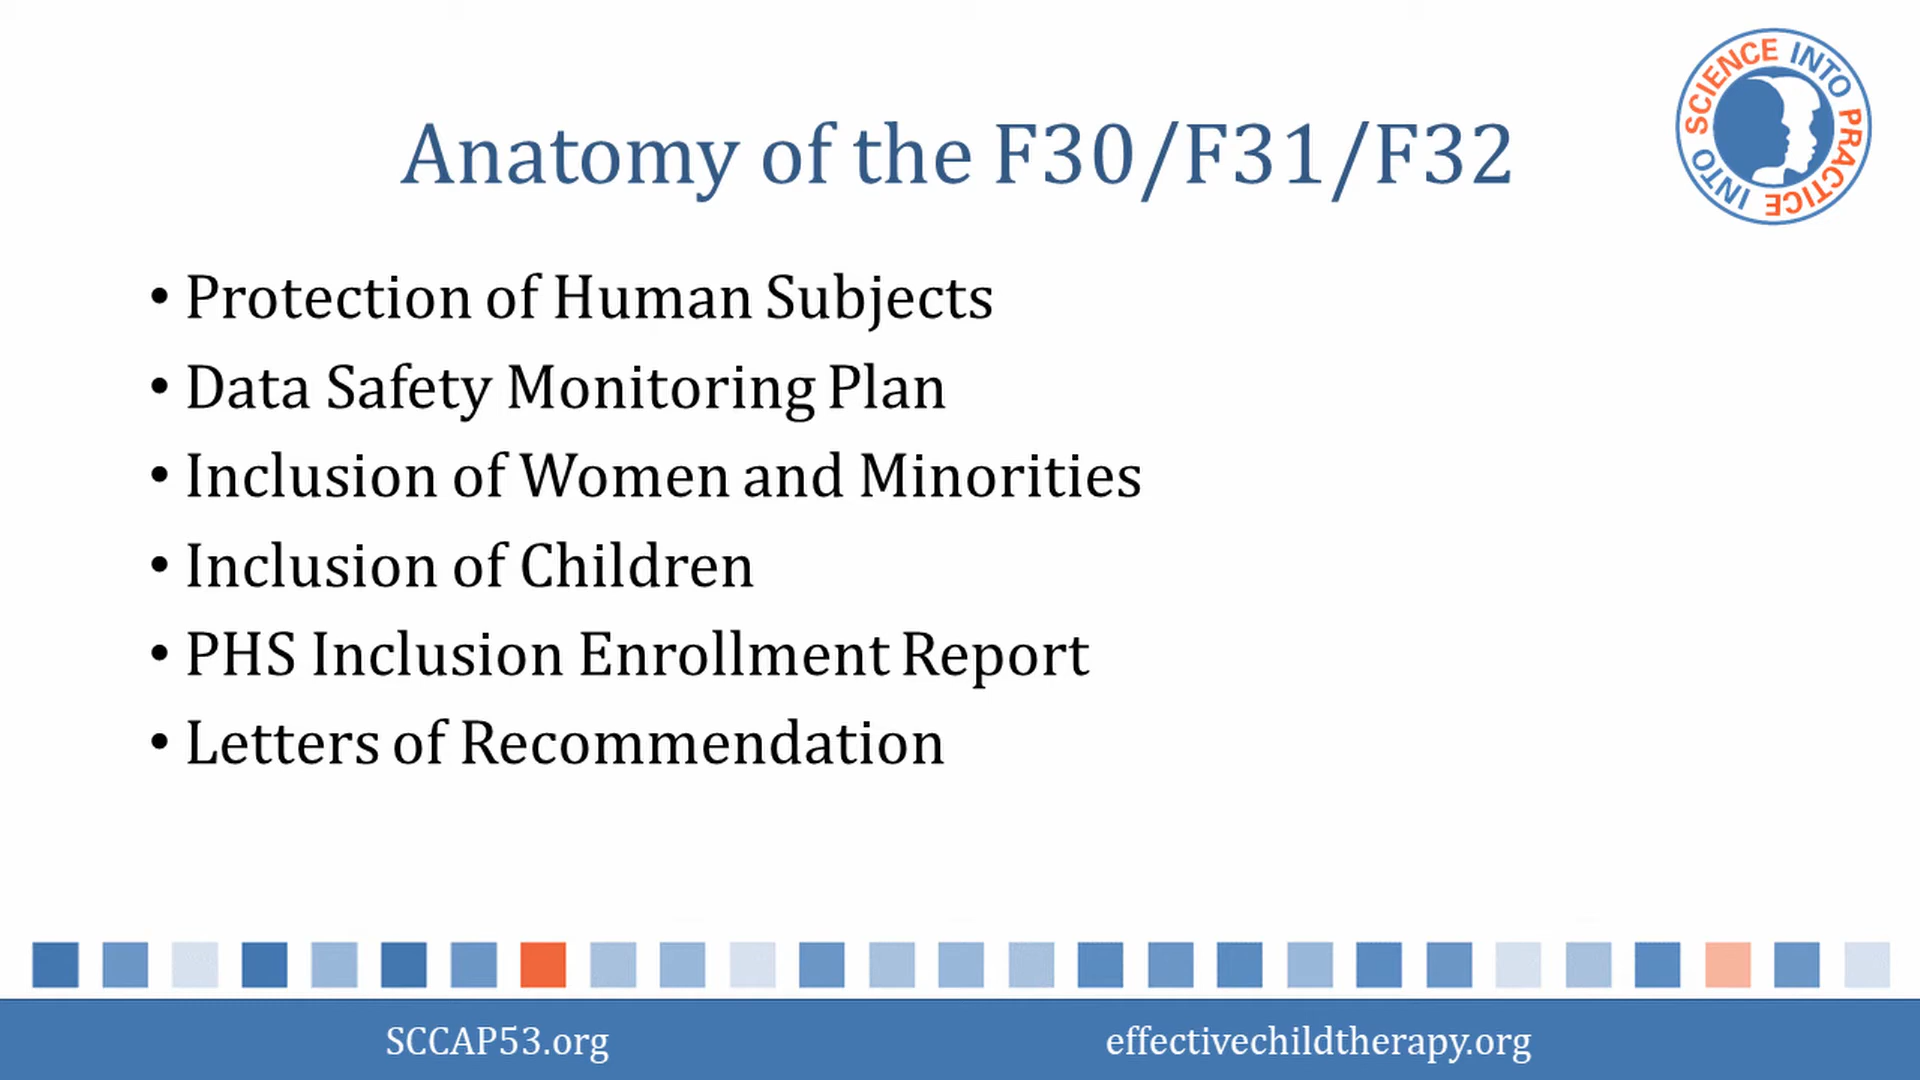 Anatomy of the F30/F31/F32
SCIENCE INTO PRACTICE INTO
• Protection of Human Subjects
• Data Safety Monitoring Plan
• Inclusion of Women and Minorities
• Inclusion of Children
• PHS Inclusion Enrollment Report
• Letters of Recommendation
SCCAP53.org
effectivechildtherapy.org